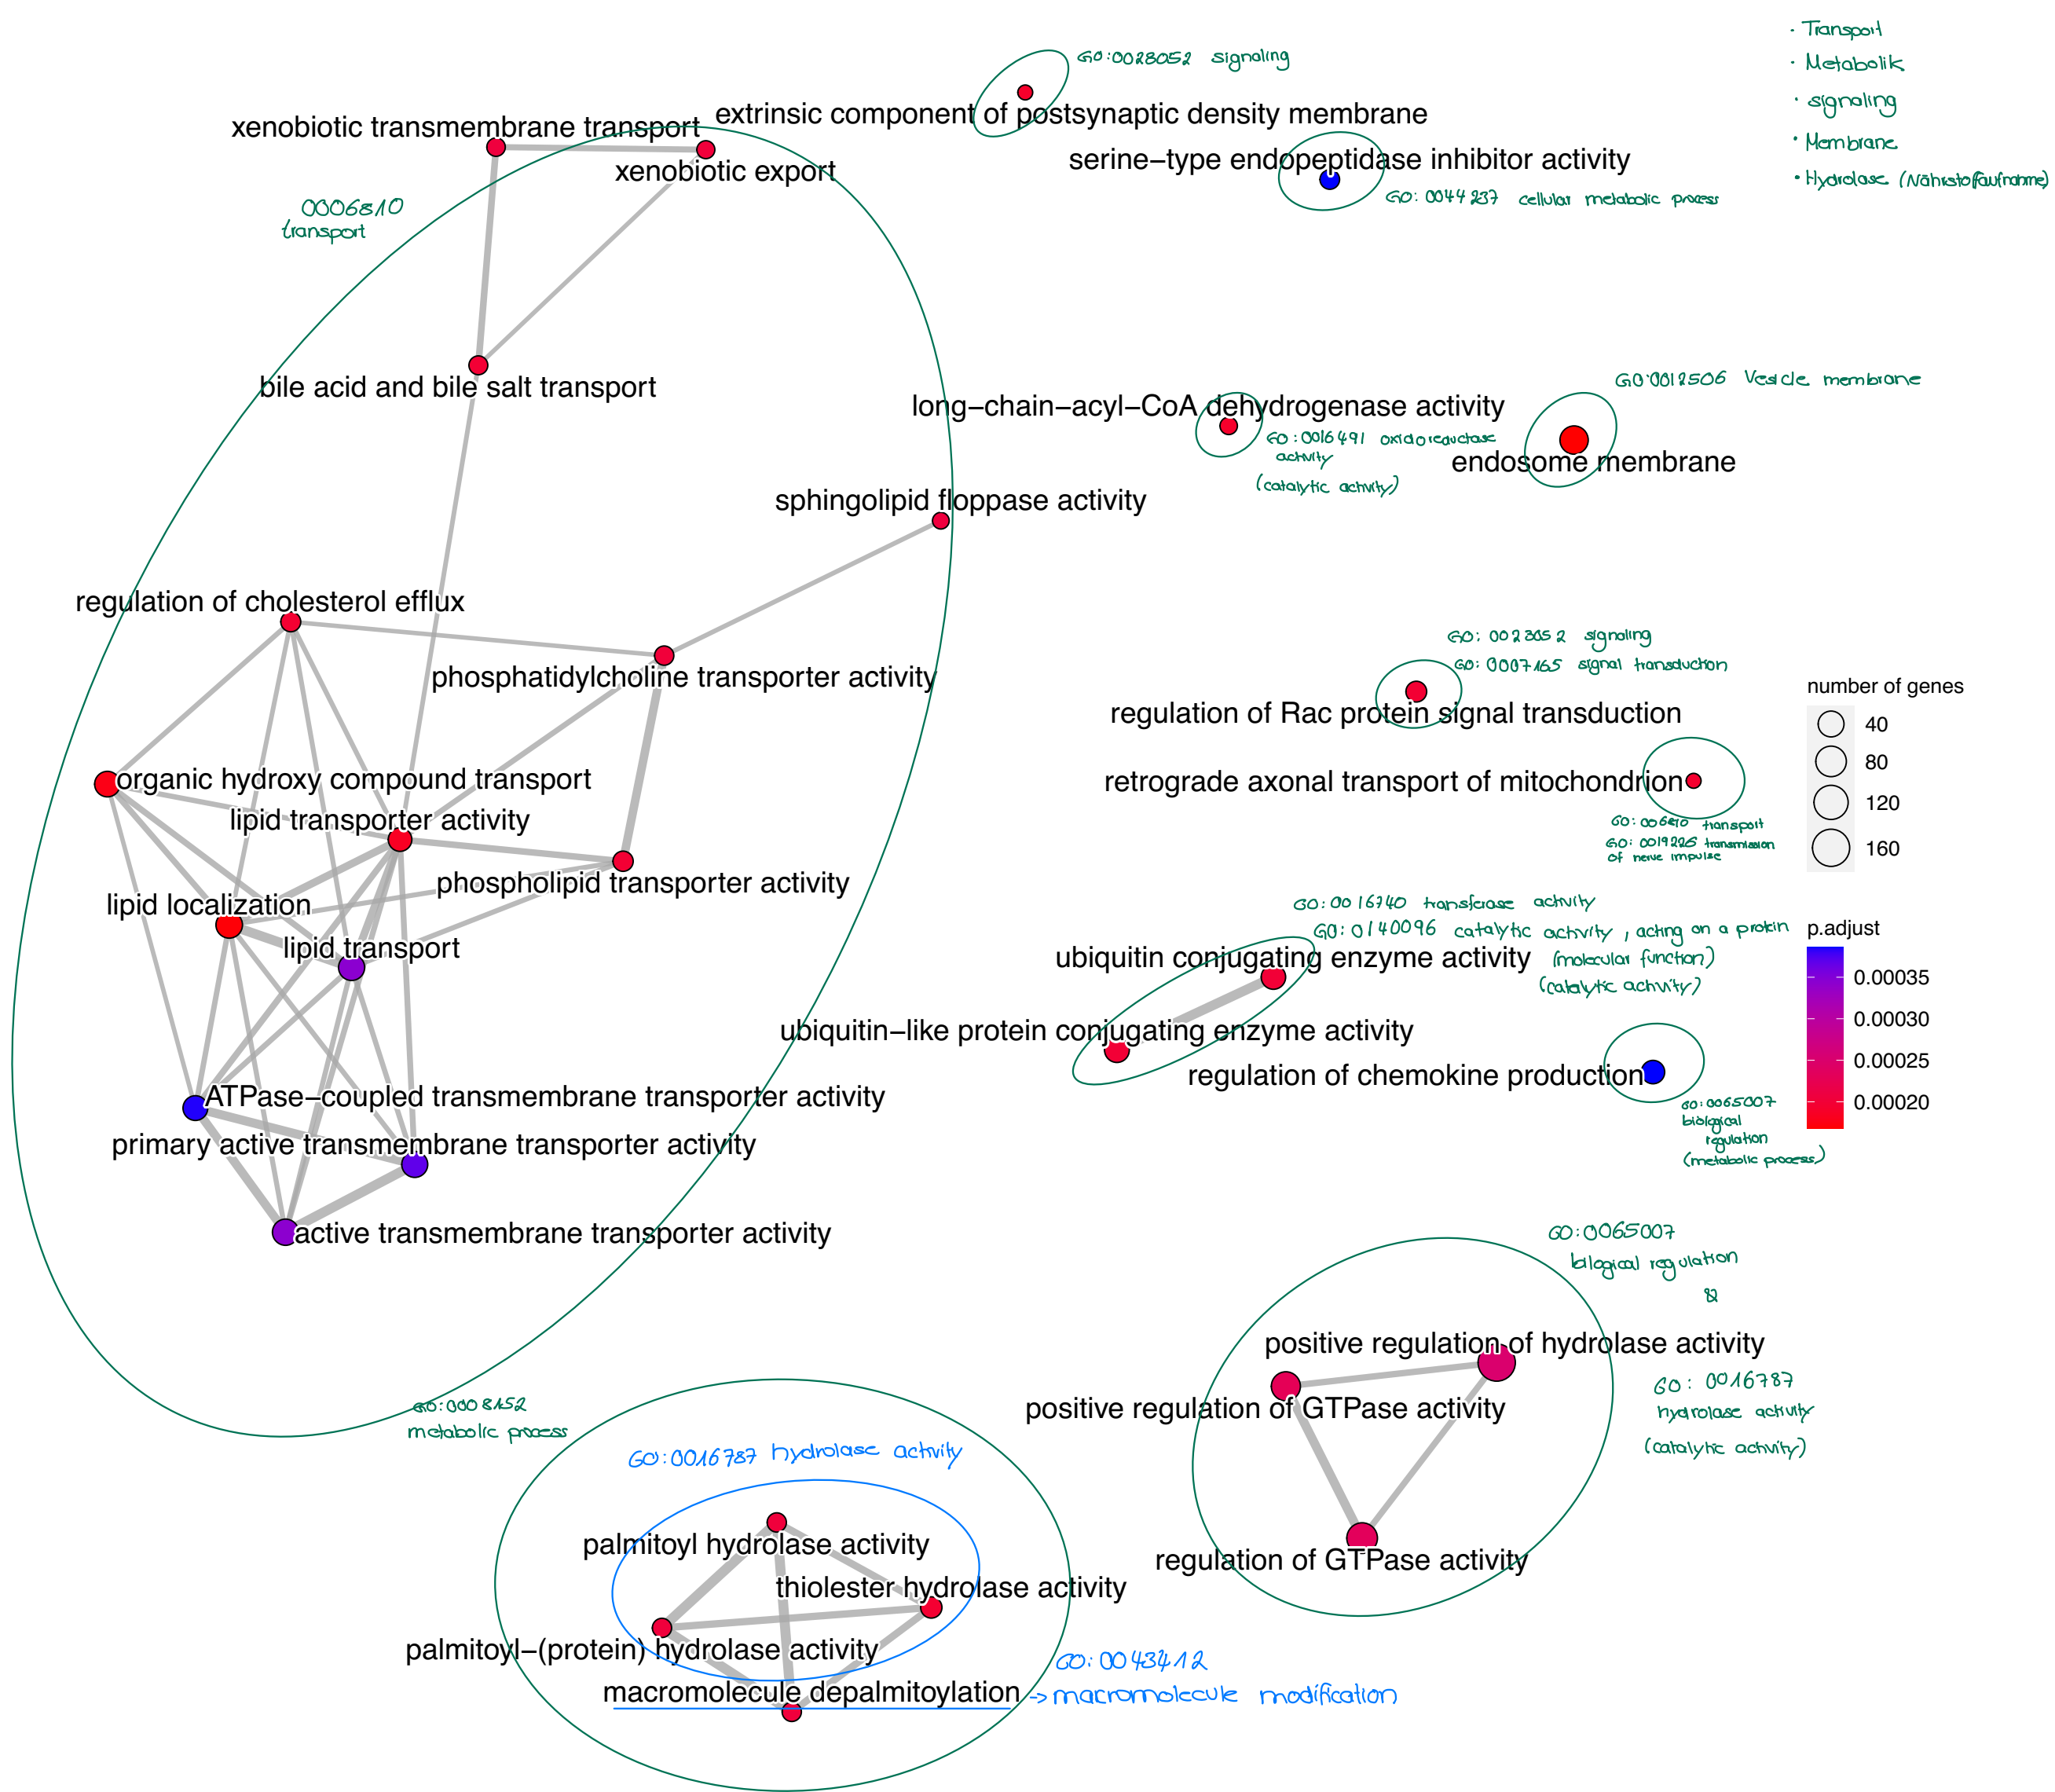 · Transport
GO:0023052 signaling
· Metabolik
· signaling
extrinsic component of postsynaptic density membrane
xenobiotic transmembrane transport
· Membrane
serine−type endopeptidase inhibitor activity
xenobiotic export
· Hydrolase (Nährstoffaufnahme)
GO: 0044237 cellular metabolic process
0006810
transport
GO:0012506 Vesicle membrane
bile acid and bile salt transport
long−chain−acyl−CoA dehydrogenase activity
GO:0016491 oxidoreductase
activity
(catalytic activity)
endosome membrane
sphingolipid floppase activity
regulation of cholesterol efflux
GO: 0023052 signaling
GO: 0007165 signal transduction
phosphatidylcholine transporter activity
number of genes
regulation of Rac protein signal transduction
40
80
120
160
organic hydroxy compound transport
retrograde axonal transport of mitochondrion
lipid transporter activity
GO: 006810 transport
GO: 0019226 transmission
of nerve impulse
phospholipid transporter activity
lipid localization
GO:0016740 transferase activity
GO:0140096 catalytic activity, acting on a protein
p.adjust
lipid transport
ubiquitin conjugating enzyme activity
(molecular function)
(catalytic activity)
0.00035
0.00030
0.00025
0.00020
ubiquitin−like protein conjugating enzyme activity
regulation of chemokine production
ATPase−coupled transmembrane transporter activity
GO:0065007
biological
regulation
(metabolic process)
primary active transmembrane transporter activity
active transmembrane transporter activity
GO:0065007
biological regulation
&
positive regulation of hydrolase activity
GO: 0016787
hydrolase activity
(catalytic activity)
positive regulation of GTPase activity
GO:0008152
metabolic process
GO:0016787 hydrolase activity
palmitoyl hydrolase activity
regulation of GTPase activity
thiolester hydrolase activity
palmitoyl−(protein) hydrolase activity
GO:0043412
macromolecule depalmitoylation
-> macromolecule modification